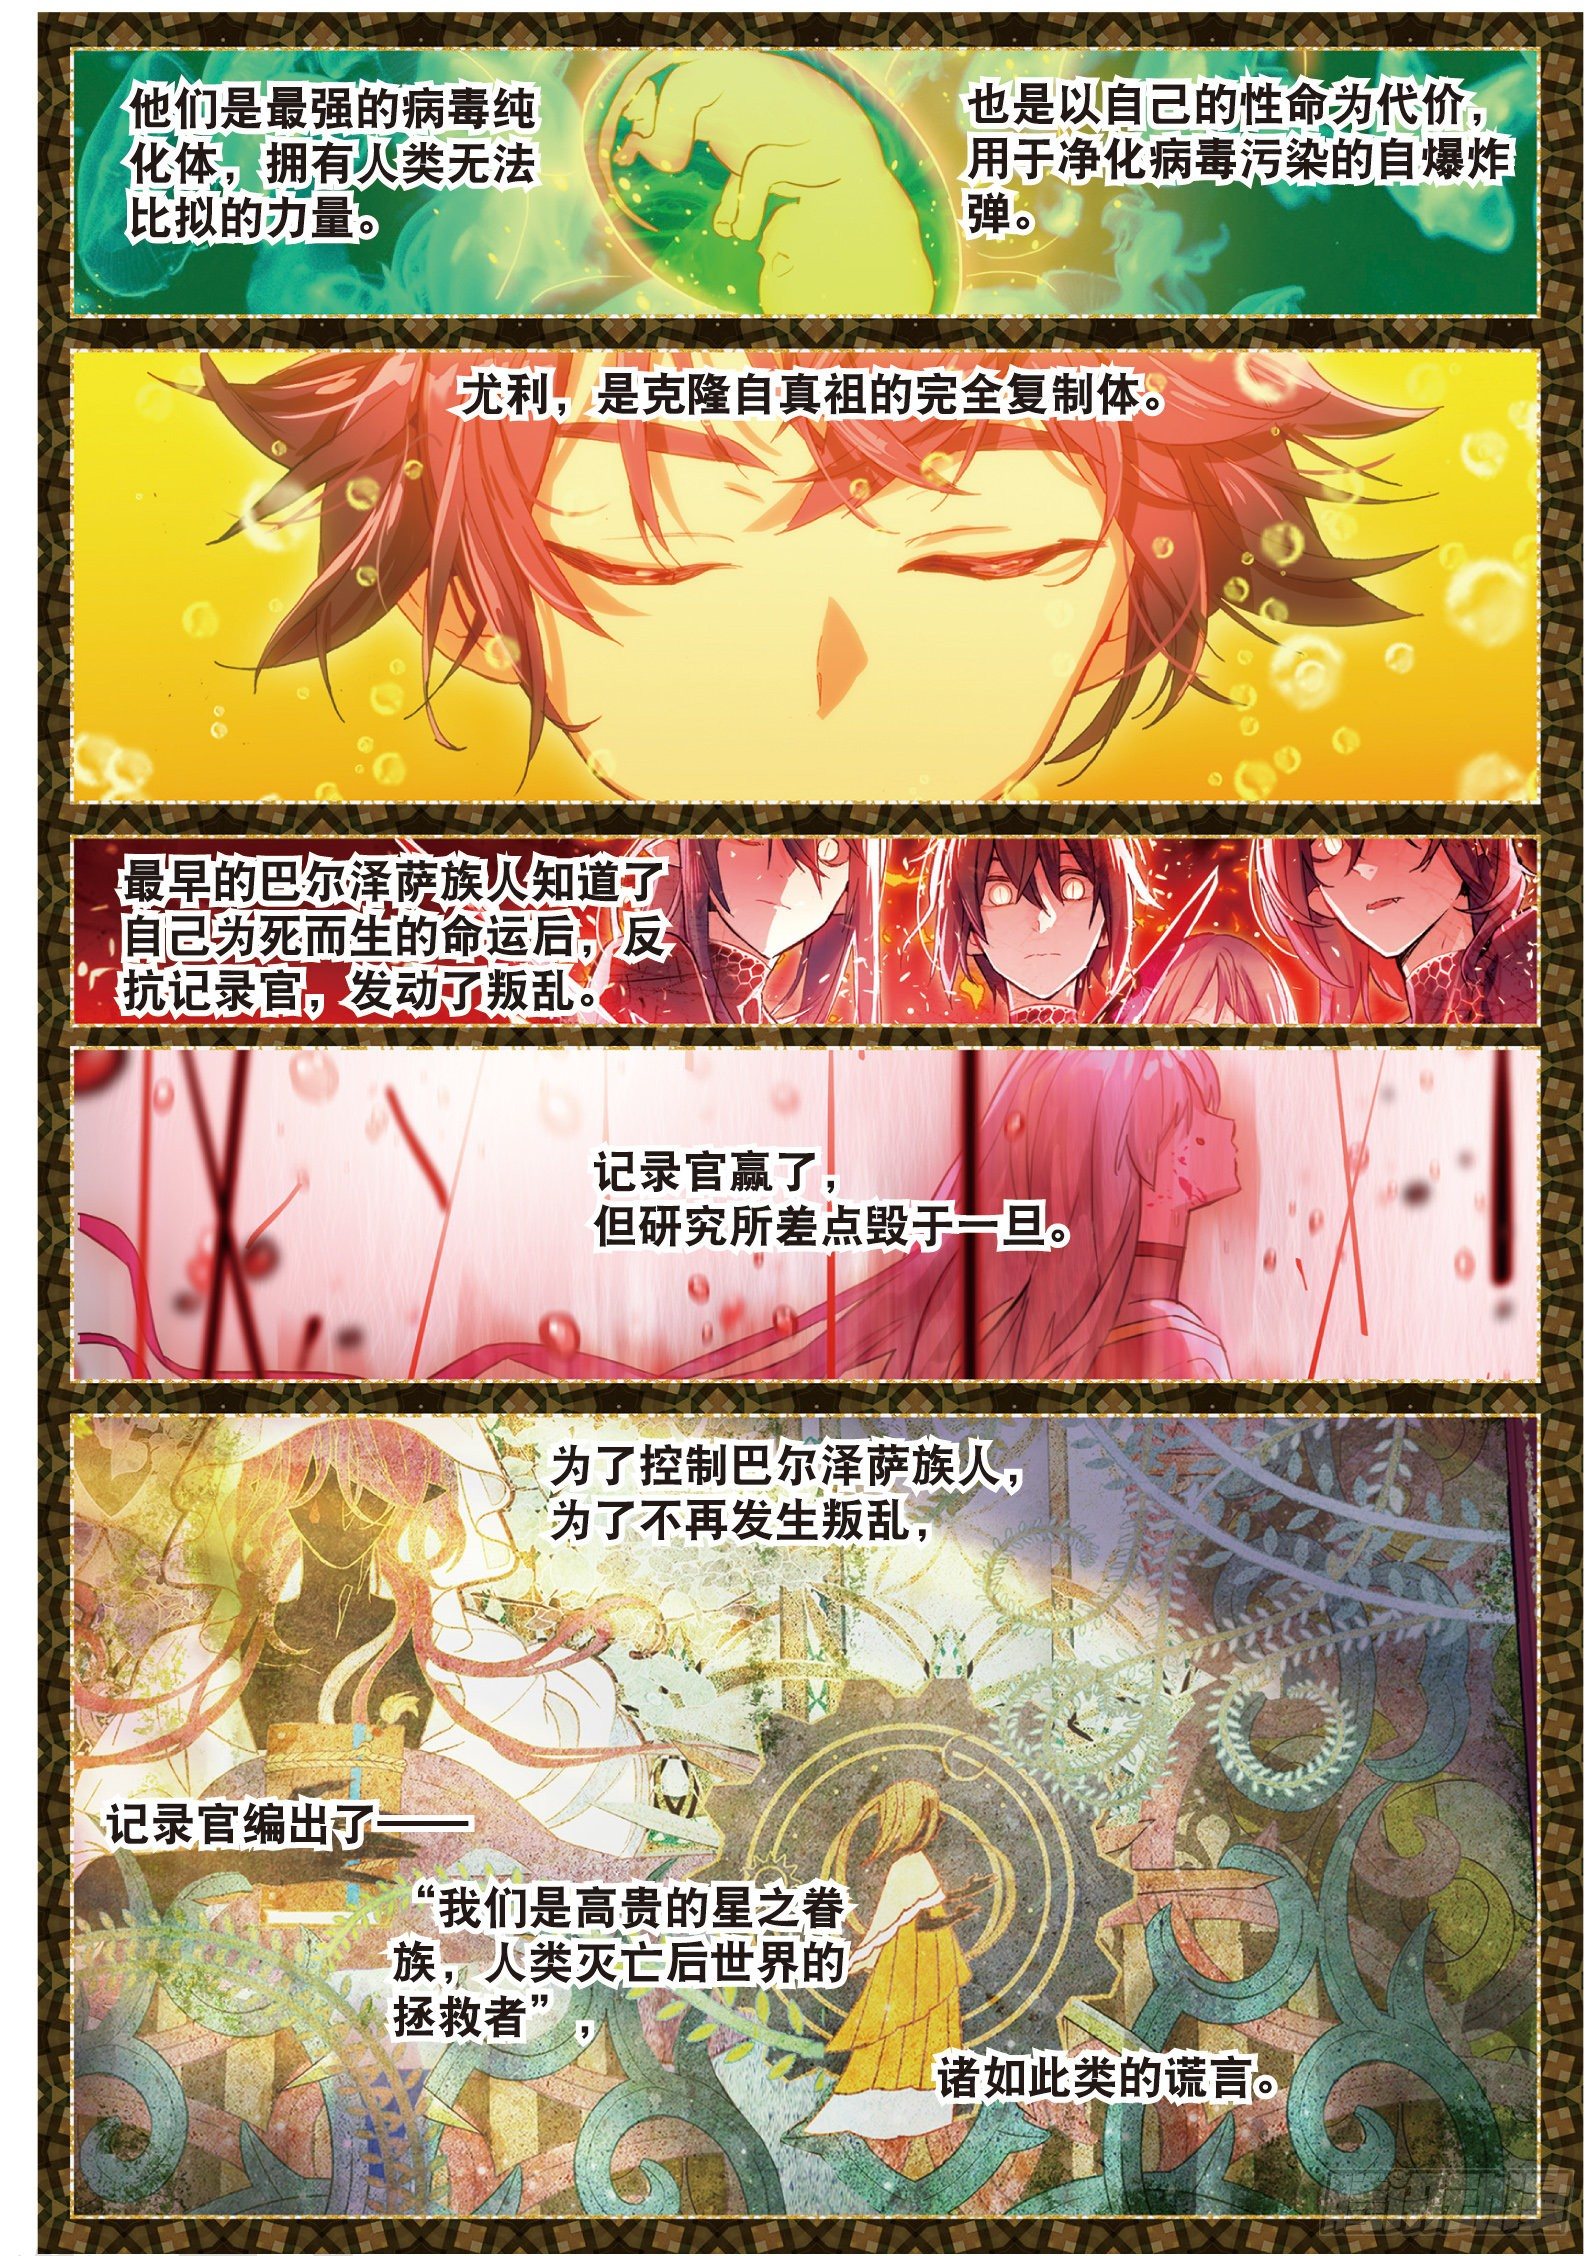 他们是最强的病毒纯
化体，拥有人类无法
比拟的力量。
也是以自己的性命为代价，
用于净化病毒污染的自爆炸
弹。
尤利，是克隆自真祖的完全复制体。
最早的巴尔泽萨族人知道了
自己为死而生的命运后，反
抗记录官，发动了叛乱。
记录官赢了，
但研究所差点毁于一旦。
为了控制巴尔泽萨族人，
为了不再发生叛乱，
记录官编出了——
“我们是高贵的星之眷
族，人类灭亡后世界的
拯救者”，
诸如此类的谎言。
腾讯动漫